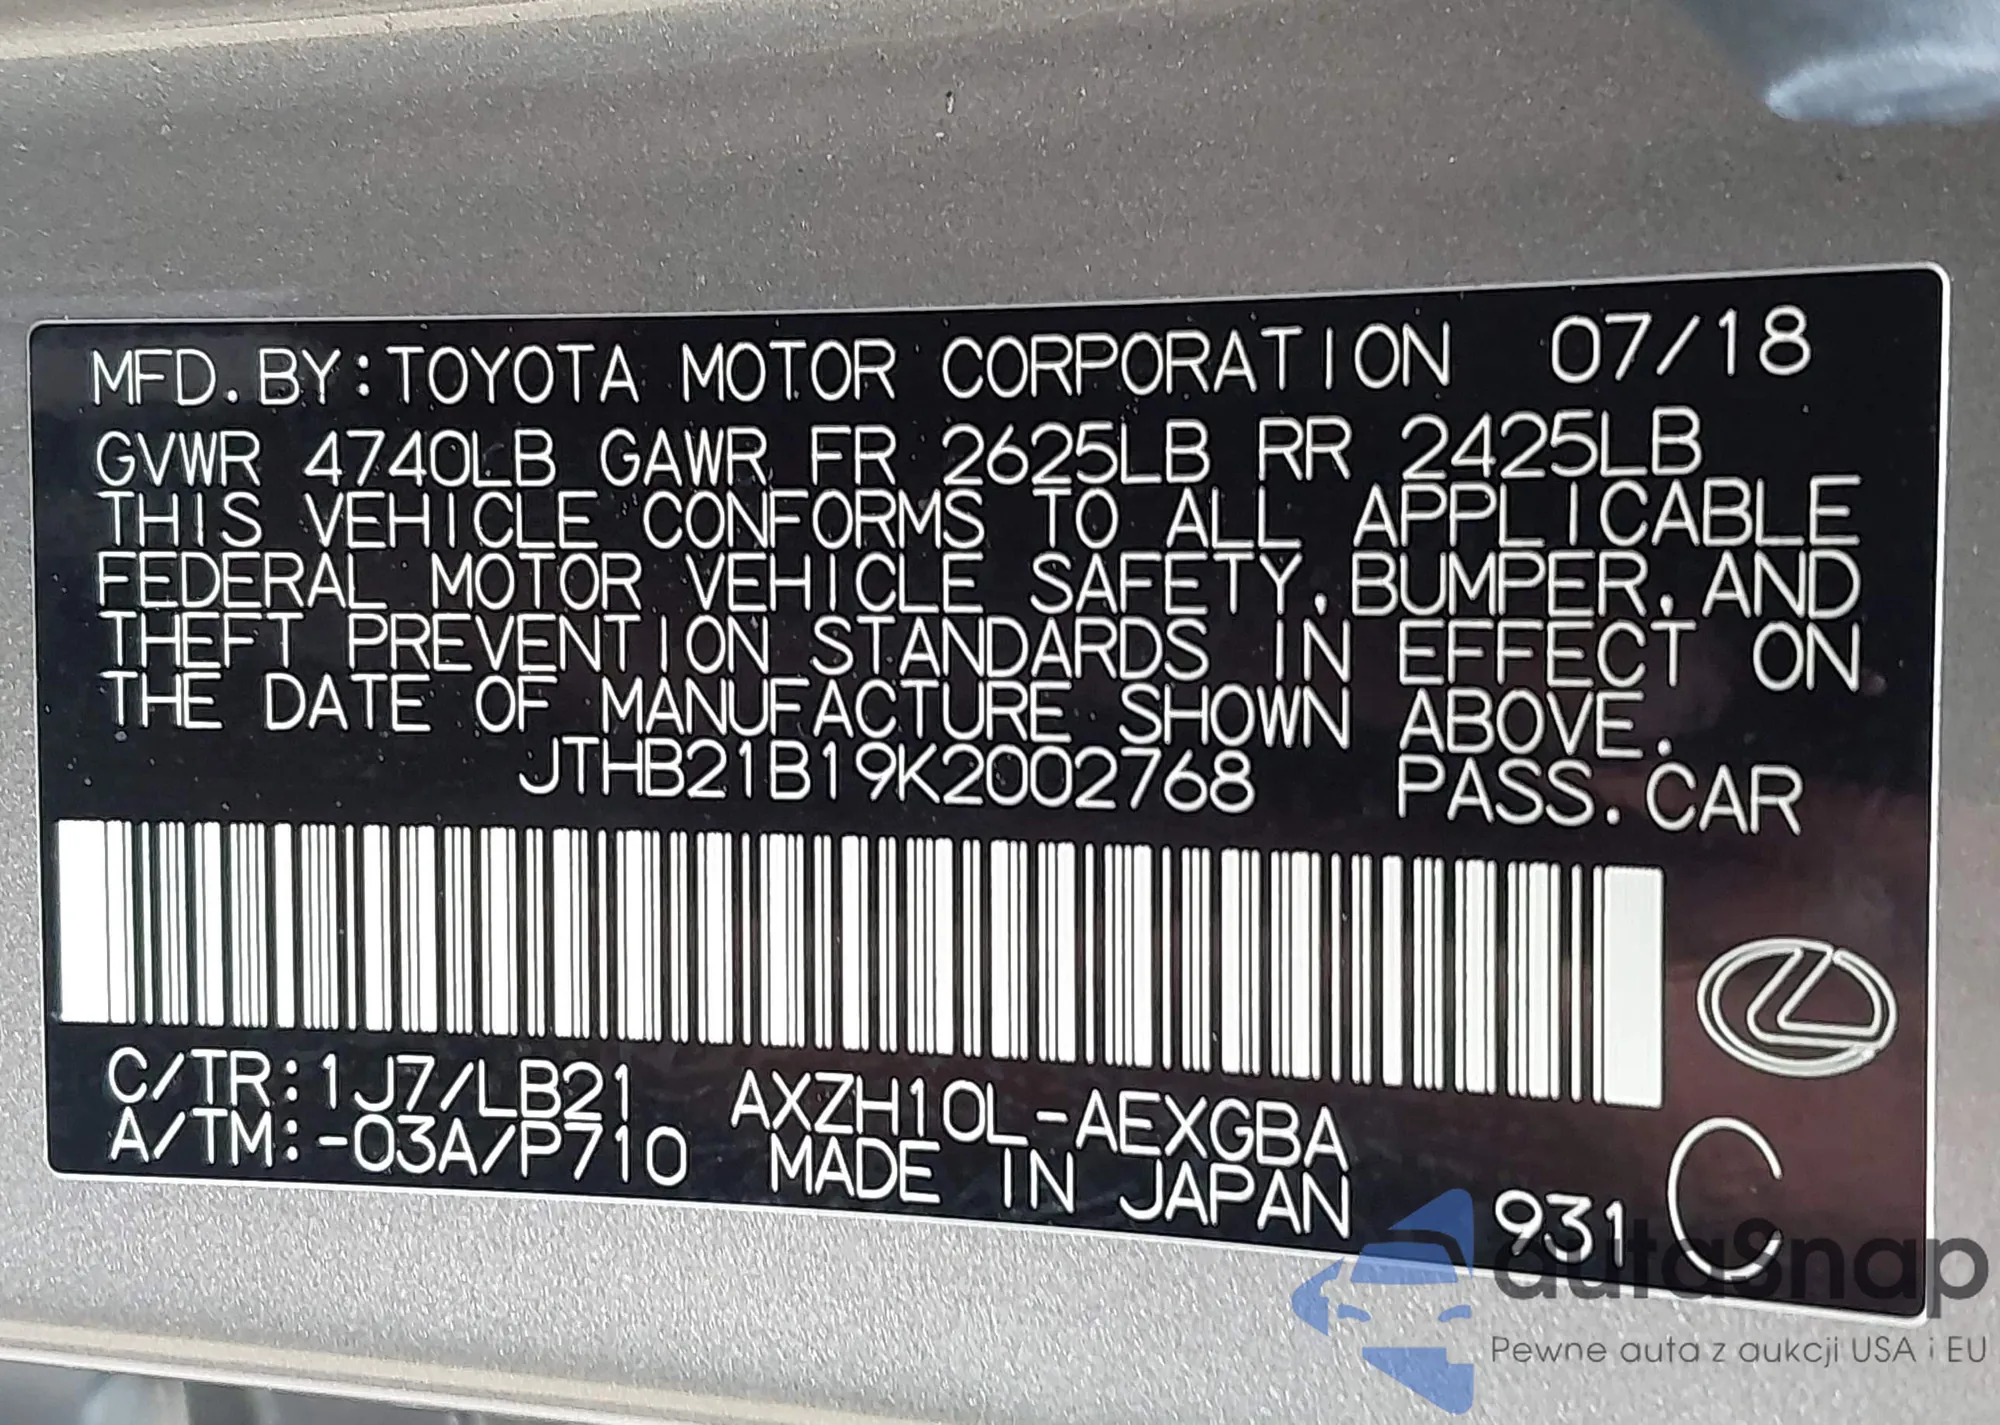 MFD. BY: TOYOTA MOTOR CORPORATION 07/18
GVWR 4740LB GAWR FR 2625LB RR 2425LB
THIS VEHICLE CONFORMS TO ALL APPLICABLE
FEDERAL MOTOR VEHICLE SAFETY, BUMPER, AND
THEFT PREVENTION STANDARDS IN EFFECT ON
THE DATE OF MANUFACTURE SHOWN ABOVE.
JTHB21B19K2002768 PASS. CAR
C/TR: 1J7/LB21 AXZH10L-AEXGBA
A/TM: -03A/P710 MADE IN JAPAN 931 C
autaSnap
Pewne auta z aukcji USA i EU